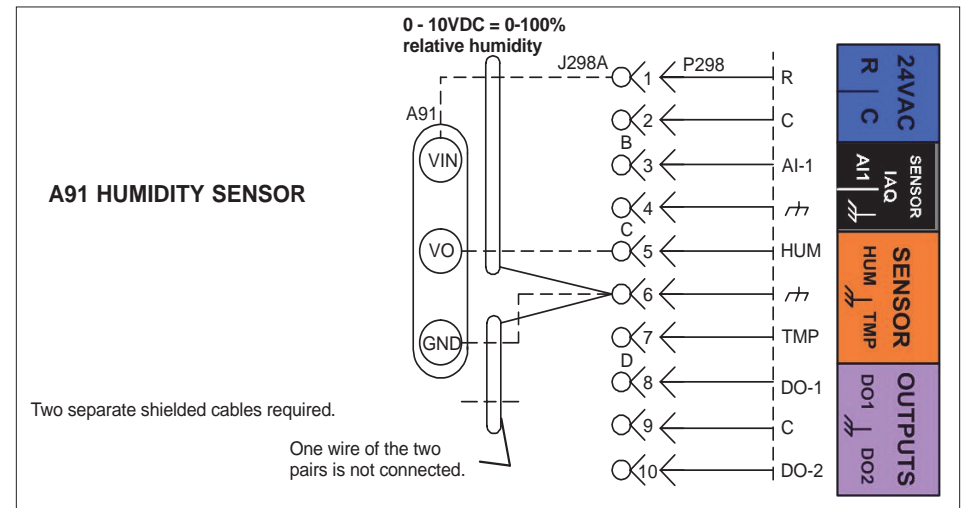 0 - 10VDC = 0-100%
relative humidity
J298A
P298
1
R
A91
2
C
B
VIN
3
AI-1
A91 HUMIDITY SENSOR
4
C
VO
5
HUM
6
GND
7
TMP
D
8
DO-1
Two separate shielded cables required.
9
C
One wire of the two
pairs is not connected.
10
DO-2
24VAC
R C
SENSOR
IAQ
AI1
SENSOR
HUM TMP
OUTPUTS
DO1 DO2